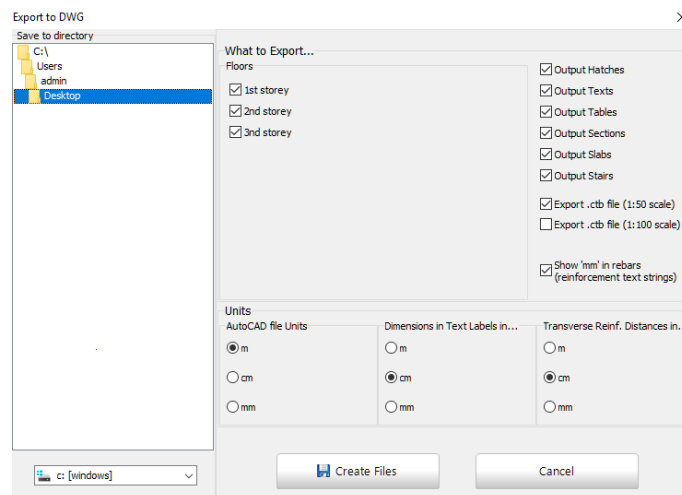 Export to DWG
Save to directory
C:\
Users
admin
Desktop
c: [windows]
What to Export...
Floors
1st storey
2nd storey
3nd storey
Output Hatches
Output Texts
Output Tables
Output Sections
Output Slabs
Output Stairs
Export .ctb file (1:50 scale)
Export .ctb file (1:100 scale)
Show 'mm' in rebars
(reinforcement text strings)
Units
AutoCAD file Units
m
cm
mm
Dimensions in Text Labels in...
m
cm
mm
Transverse Reinf. Distances in.
m
cm
mm
Create Files
Cancel